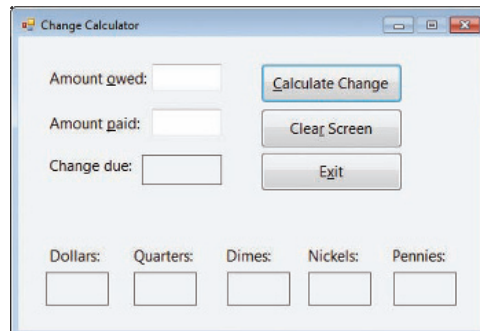 Change Calculator
Amount owed:
Calculate Change
Amount paid:
Clear Screen
Change due:
Exit
Dollars: Quarters: Dimes: Nickels: Pennies: